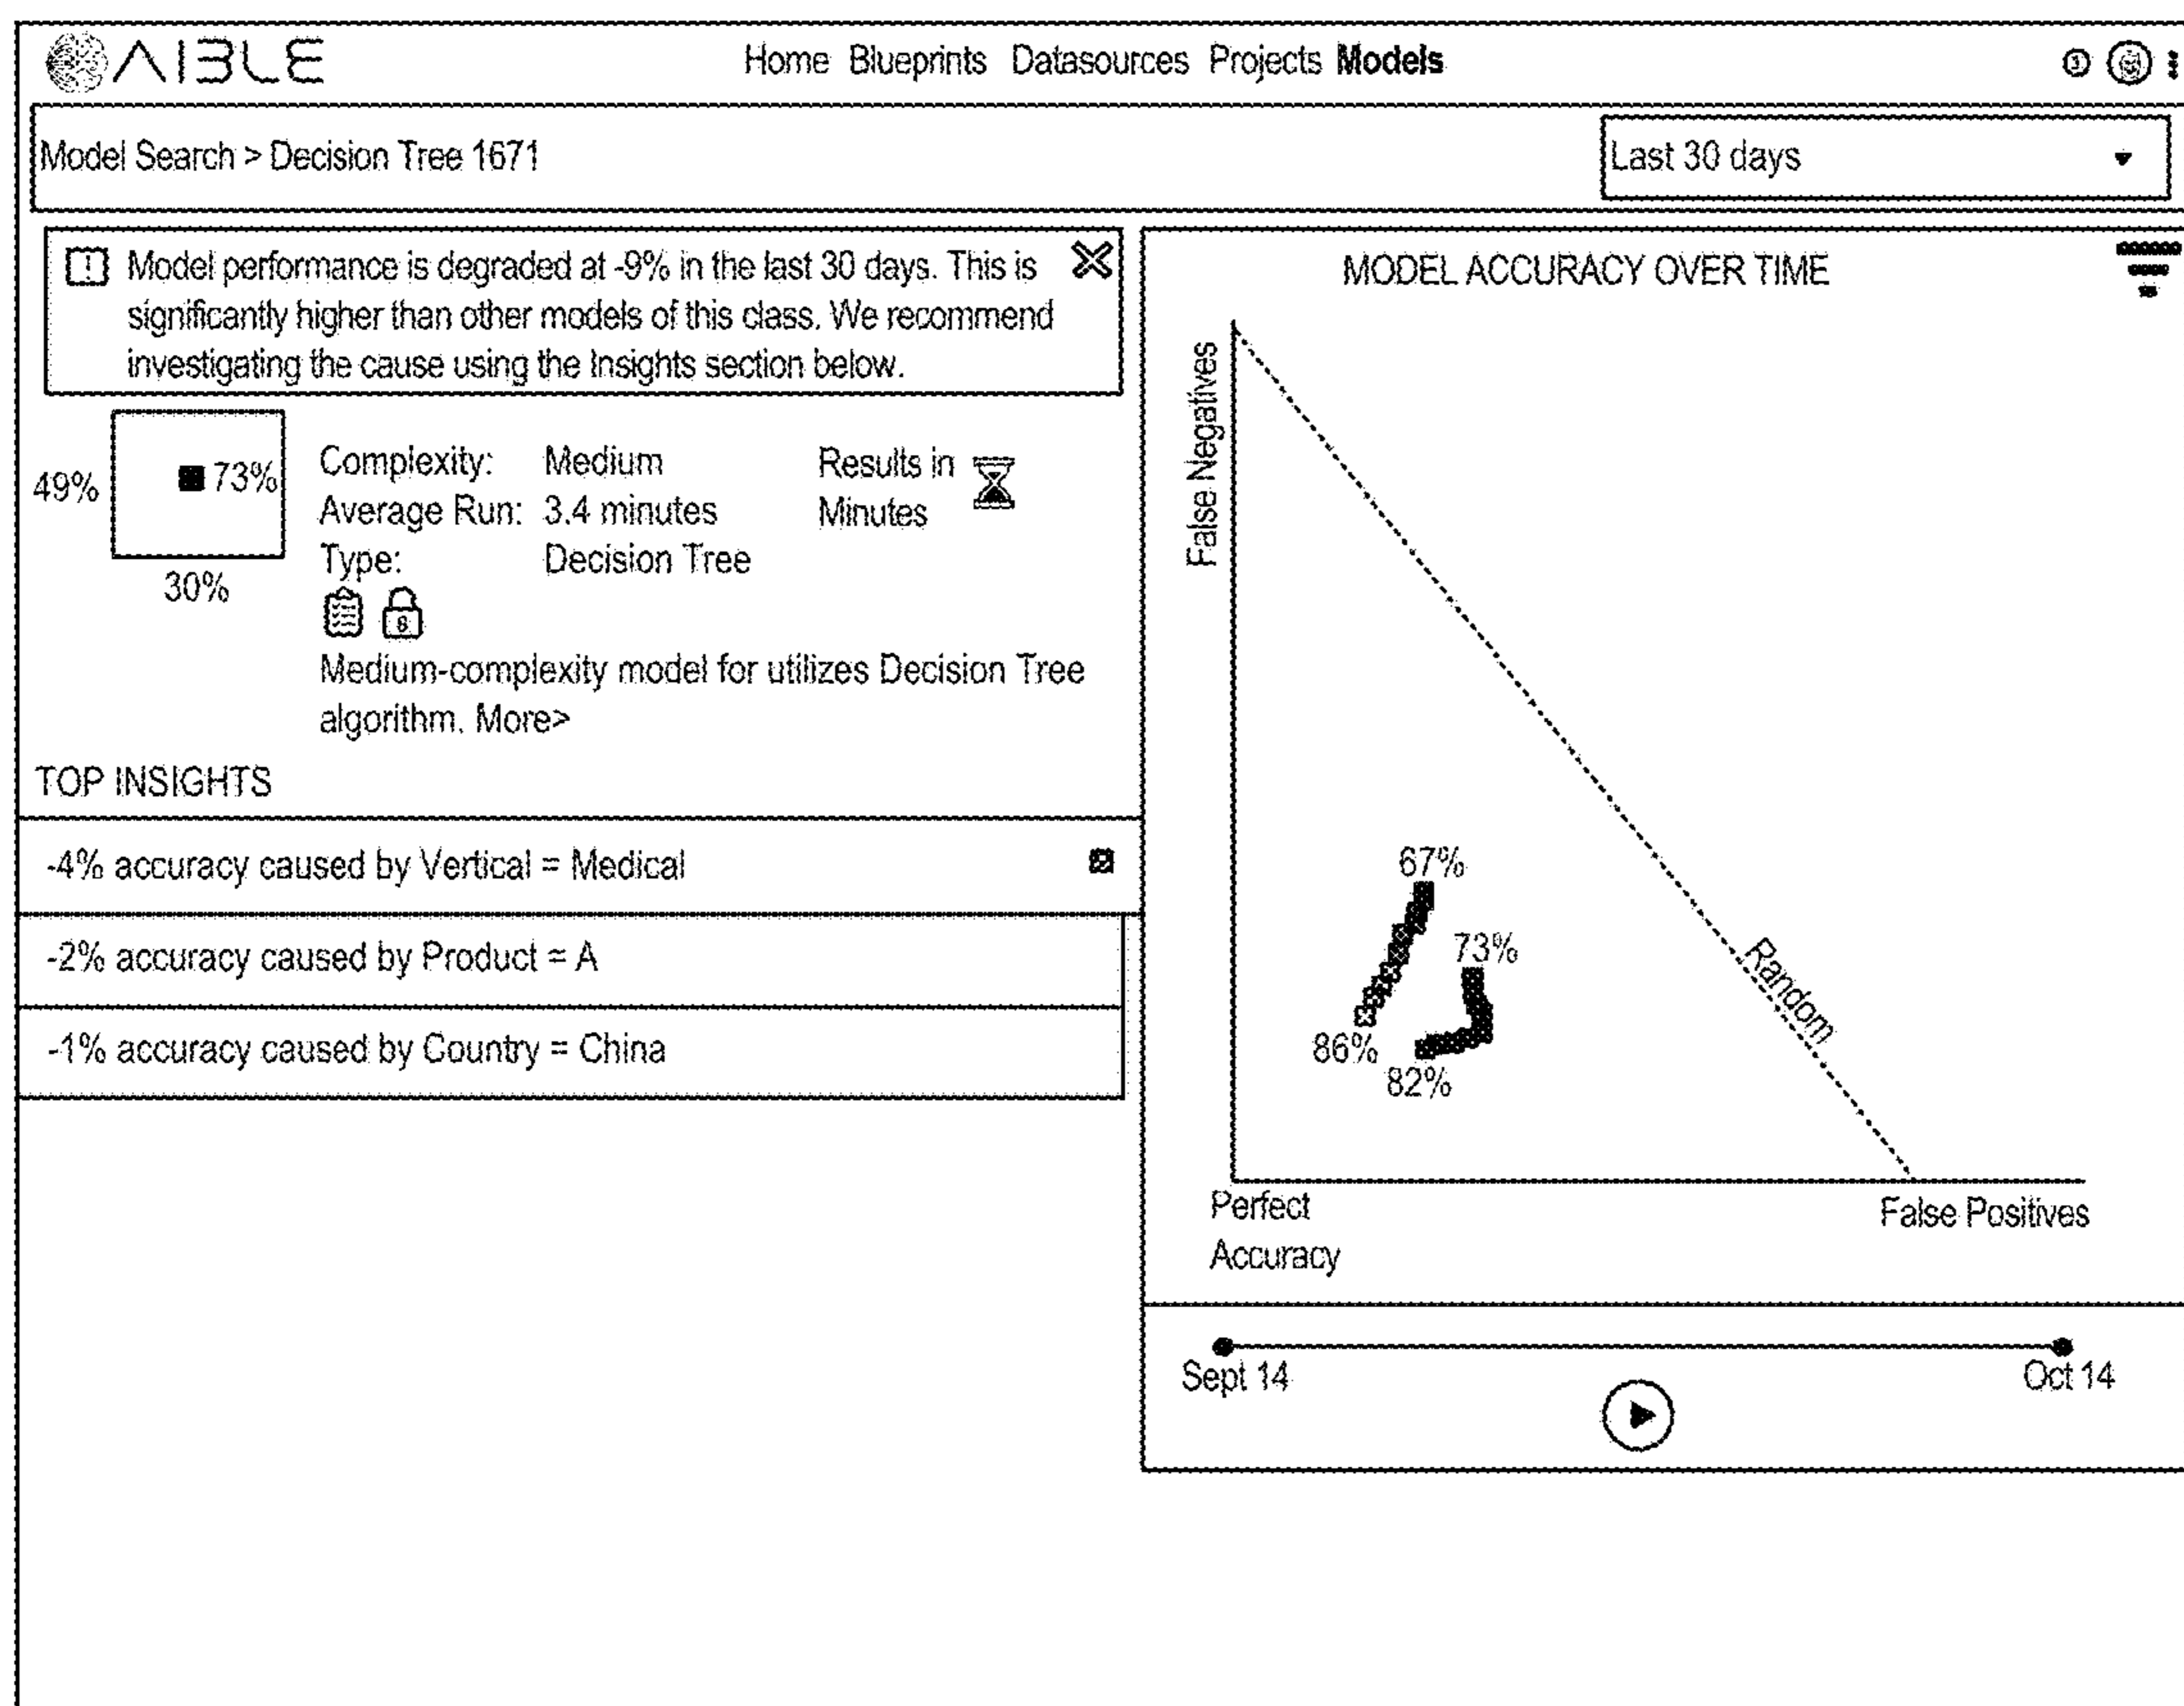 AIBLE
Home Blueprints Datasources Projects Models
Model Search > Decision Tree 1671
Last 30 days
Model performance is degraded at -9% in the last 30 days. This is
significantly higher than other models of this class. We recommend
investigating the cause using the Insights section below.
49%
73%
30%
Complexity: Medium
Average Run: 3.4 minutes
Type: Decision Tree
Results in
Minutes
Medium-complexity model for utilizes Decision Tree
algorithm. More>
TOP INSIGHTS
-4% accuracy caused by Vertical = Medical
-2% accuracy caused by Product = A
-1% accuracy caused by Country = China
MODEL ACCURACY OVER TIME
False Negatives
67%
73%
86%
82%
Random
Perfect
Accuracy
False Positives
Sept 14
Oct 14